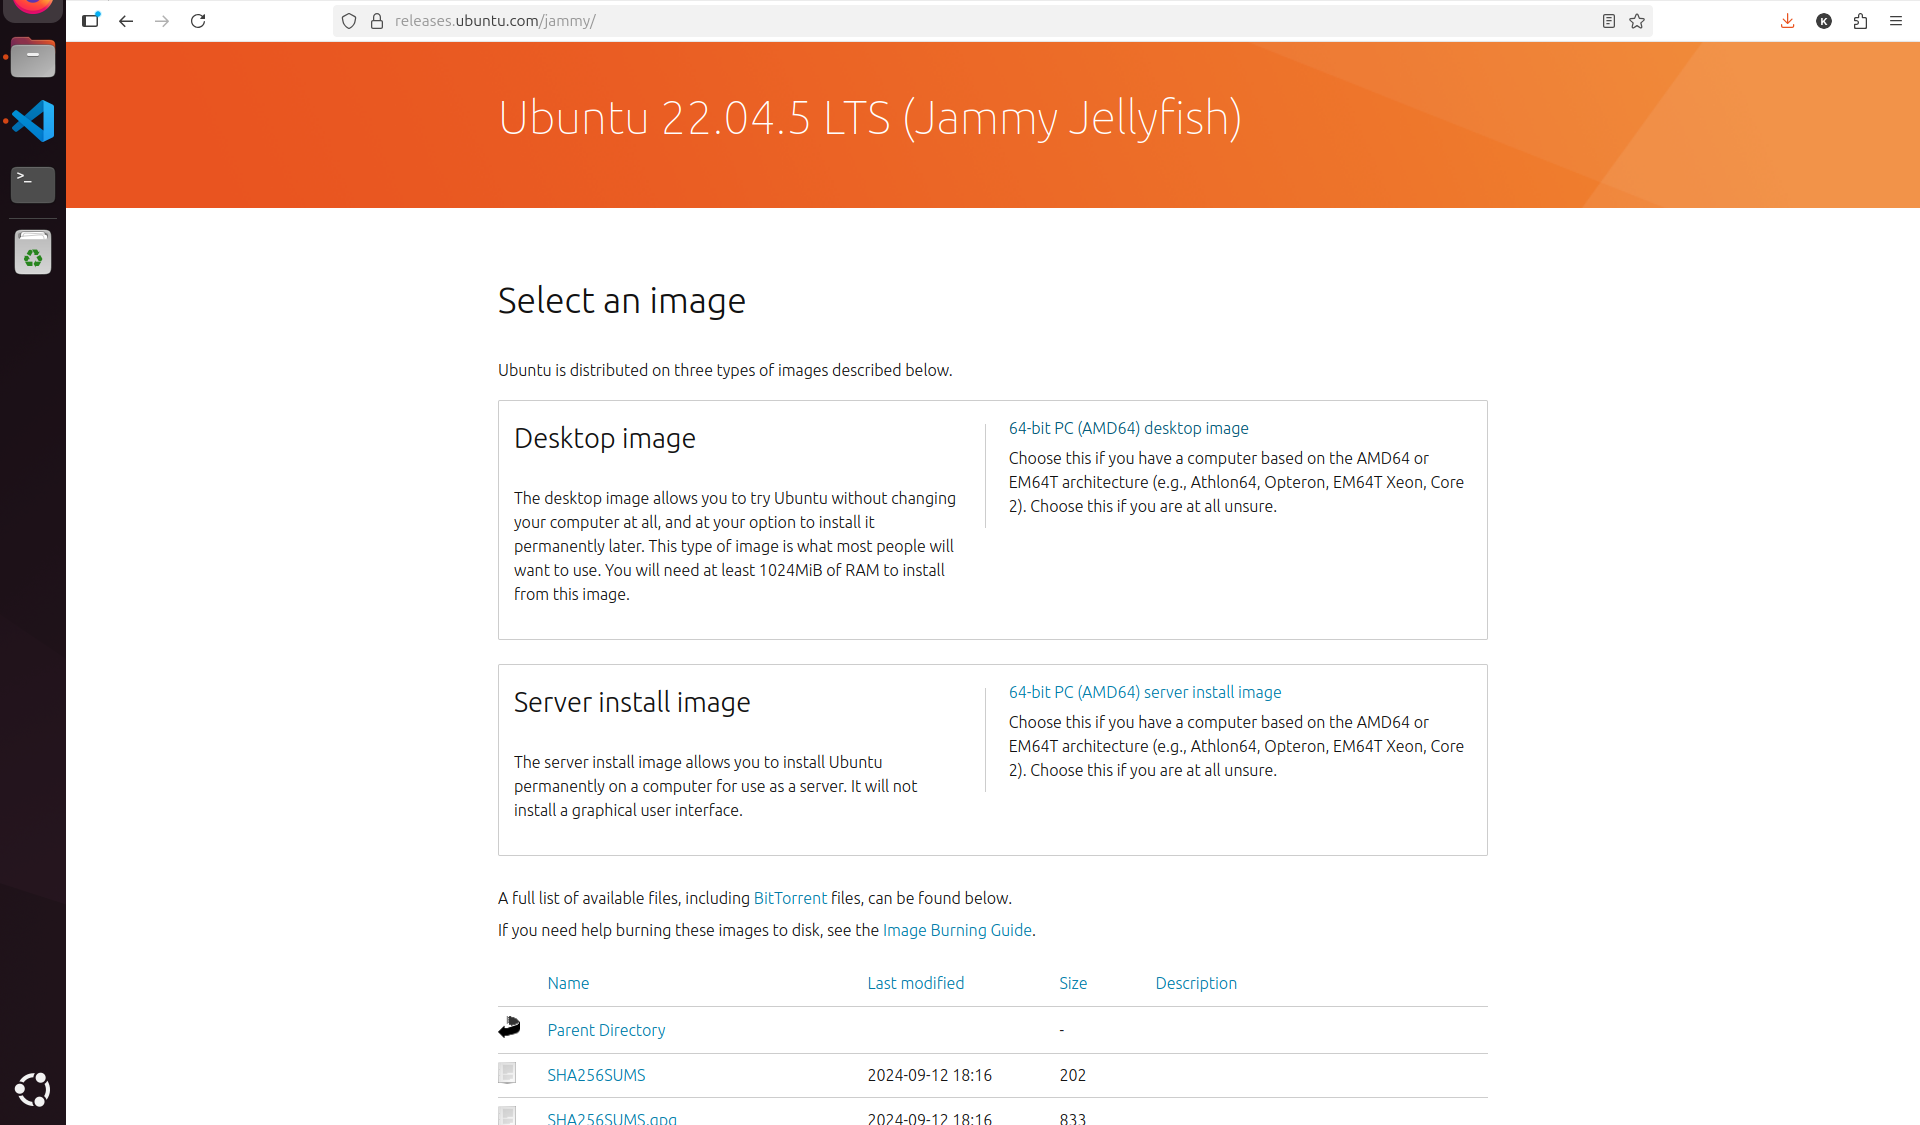 releases.ubuntu.com/jammy/
K
>_
Ubuntu 22.04.5 LTS (Jammy Jellyfish)
Select an image
Ubuntu is distributed on three types of images described below.
Desktop image
The desktop image allows you to try Ubuntu without changing
your computer at all, and at your option to install it
permanently later. This type of image is what most people will
want to use. You will need at least 1024MiB of RAM to install
from this image.
64-bit PC (AMD64) desktop image
Choose this if you have a computer based on the AMD64 or
EM64T architecture (e.g., Athlon64, Opteron, EM64T Xeon, Core
2). Choose this if you are at all unsure.
Server install image
The server install image allows you to install Ubuntu
permanently on a computer for use as a server. It will not
install a graphical user interface.
64-bit PC (AMD64) server install image
Choose this if you have a computer based on the AMD64 or
EM64T architecture (e.g., Athlon64, Opteron, EM64T Xeon, Core
2). Choose this if you are at all unsure.
A full list of available files, including BitTorrent files, can be found below.
If you need help burning these images to disk, see the Image Burning Guide.
Name Last modified Size Description
Parent Directory -
SHA256SUMS 2024-09-12 18:16 202
SHA256SUMS.gpg 2024-09-12 18:16 833